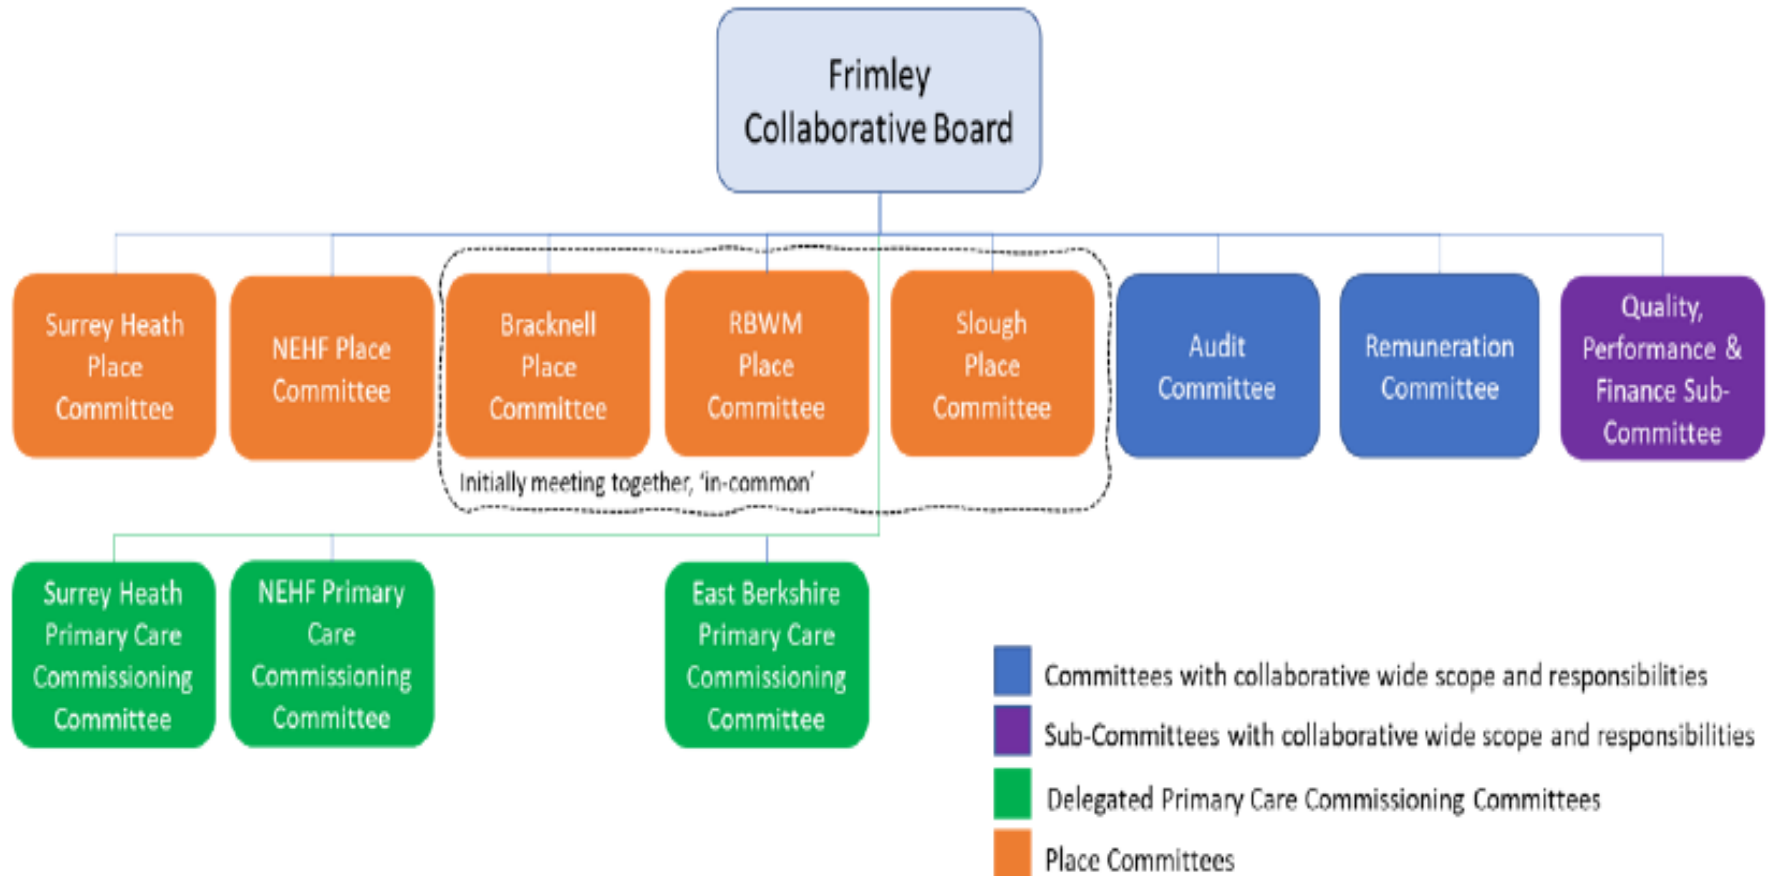 Frimley
Collaborative Board
Surrey Heath
Place
Committee
NEHF Place
Committee
Bracknell
Place
Committee
RBWM
Place
Committee
Slough
Place
Committee
Audit
Committee
Remuneration
Committee
Quality,
Performance &
Finance Sub-
Committee
Initially meeting together, ‘in-common’
Surrey Heath
Primary Care
Commissioning
Committee
NEHF Primary
Care
Commissioning
Committee
East Berkshire
Primary Care
Commissioning
Committee
Committees with collaborative wide scope and responsibilities
Sub-Committees with collaborative wide scope and responsibilities
Delegated Primary Care Commissioning Committees
Place Committees